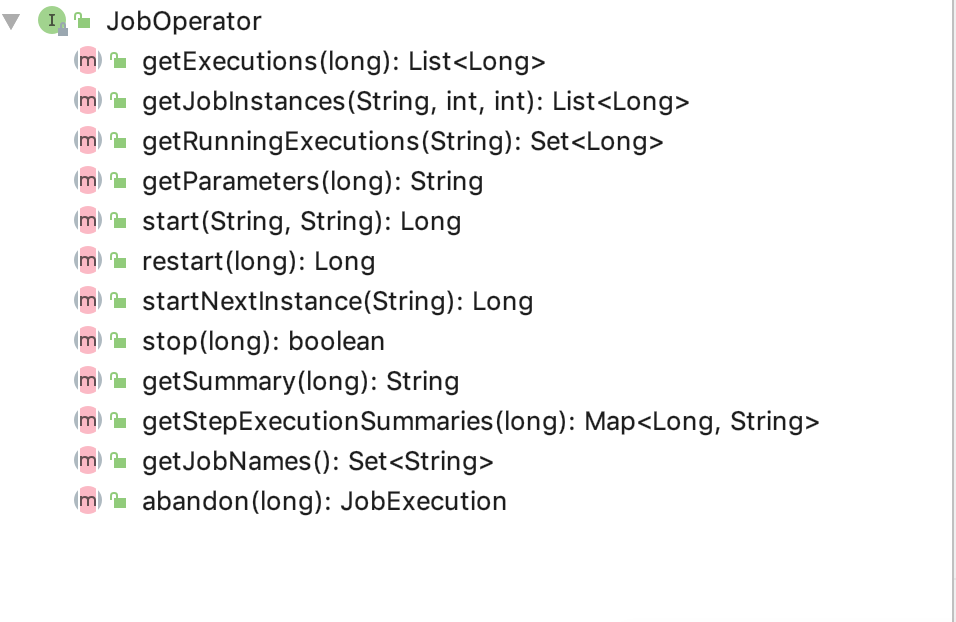 I JobOperator
m getExecutions(long): List<Long>
m getJobInstances(String, int, int): List<Long>
m getRunningExecutions(String): Set<Long>
m getParameters(long): String
m start(String, String): Long
m restart(long): Long
m startNextInstance(String): Long
m stop(long): boolean
m getSummary(long): String
m getStepExecutionSummaries(long): Map<Long, String>
m getJobNames(): Set<String>
m abandon(long): JobExecution